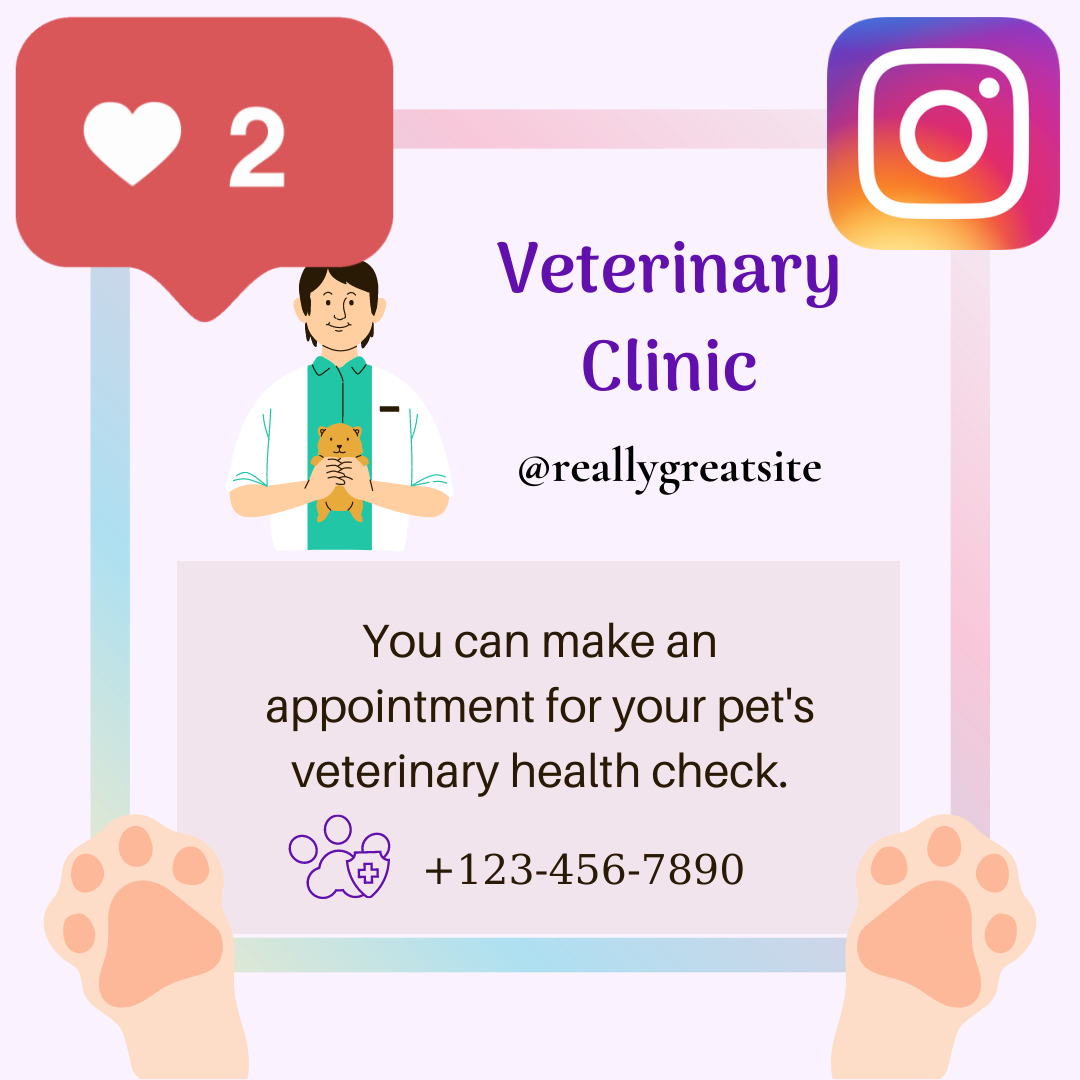 2
Veterinary
Clinic
@reallygreatsite
You can make an
appointment for your pet's
veterinary health check.
+123-456-7890